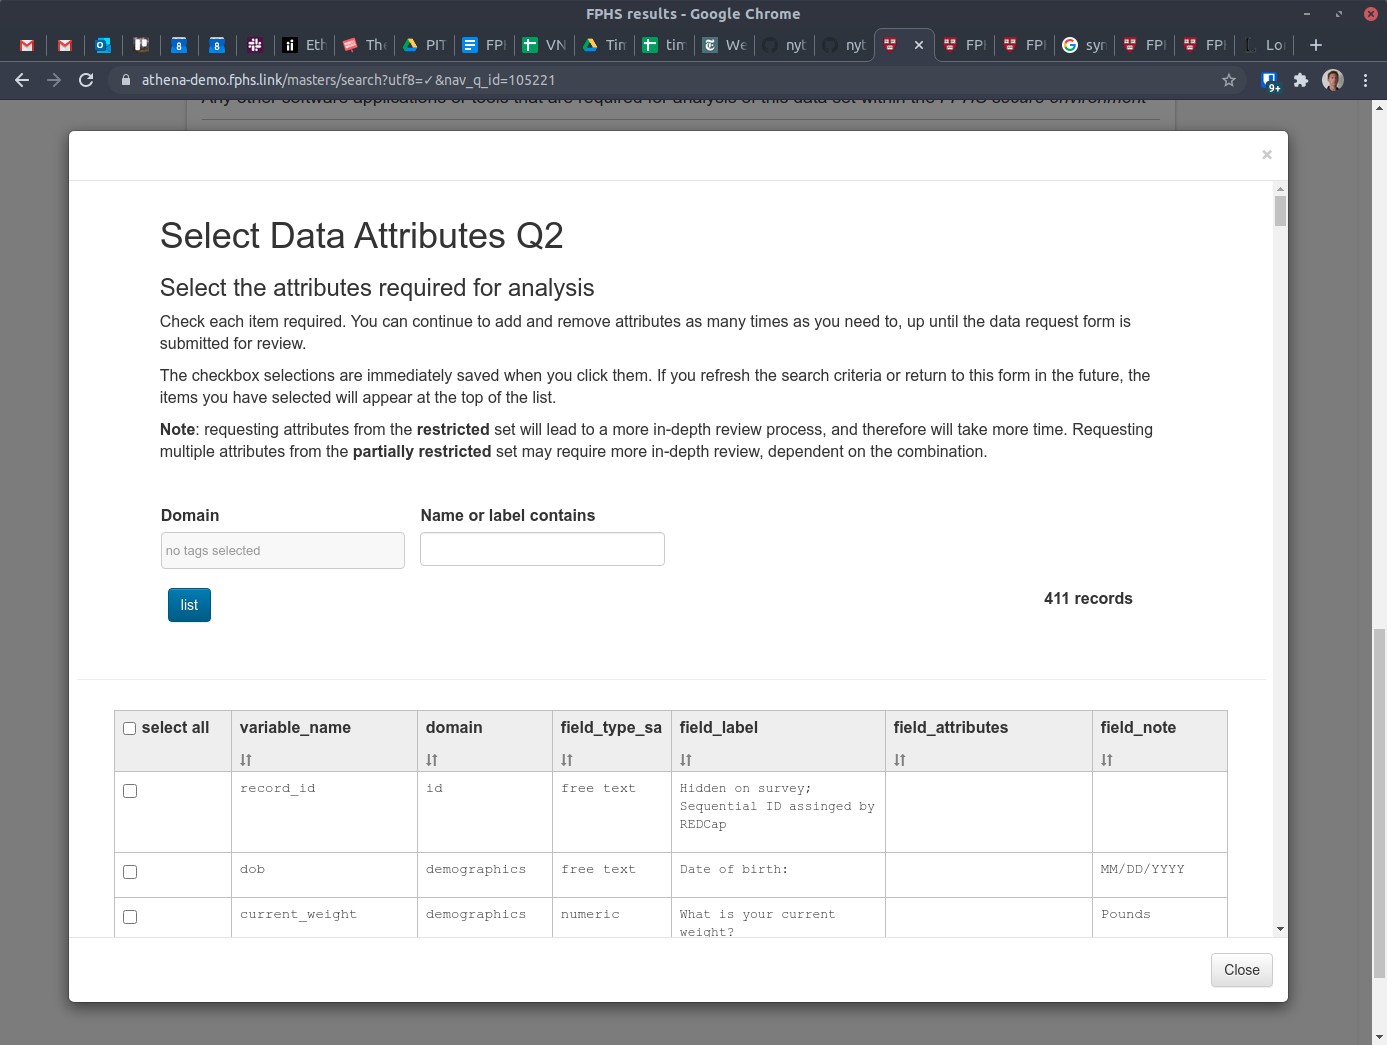 FPHS results - Google Chrome
Eth
The
PIT
FPH
VN
Tim
tim
We
nyt
nyt
FPH
FPH
syn
FPH
FPH
Lo
athena-demo.fphs.link/masters/search?utf8=✓&nav_q_id=105221
9+
Any other software applications or tools that are required for analysis of this data set within the FPHS secure environment
×
Select Data Attributes Q2
Select the attributes required for analysis
Check each item required. You can continue to add and remove attributes as many times as you need to, up until the data request form is
submitted for review.
The checkbox selections are immediately saved when you click them. If you refresh the search criteria or return to this form in the future, the
items you have selected will appear at the top of the list.
Note: requesting attributes from the restricted set will lead to a more in-depth review process, and therefore will take more time. Requesting
multiple attributes from the partially restricted set may require more in-depth review, dependent on the combination.
Domain
Name or label contains
no tags selected
list
411 records
select all variable_name domain field_type_sa field_label field_attributes field_note
record_id id free text Hidden on survey;
Sequential ID assinged by
REDCap
dob demographics free text Date of birth: MM/DD/YYYY
current_weight demographics numeric What is your current Pounds
weight?
Close